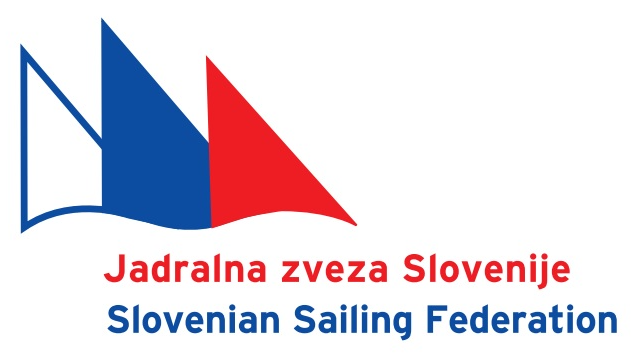 Jadralna zveza Slovenije
Slovenian Sailing Federation